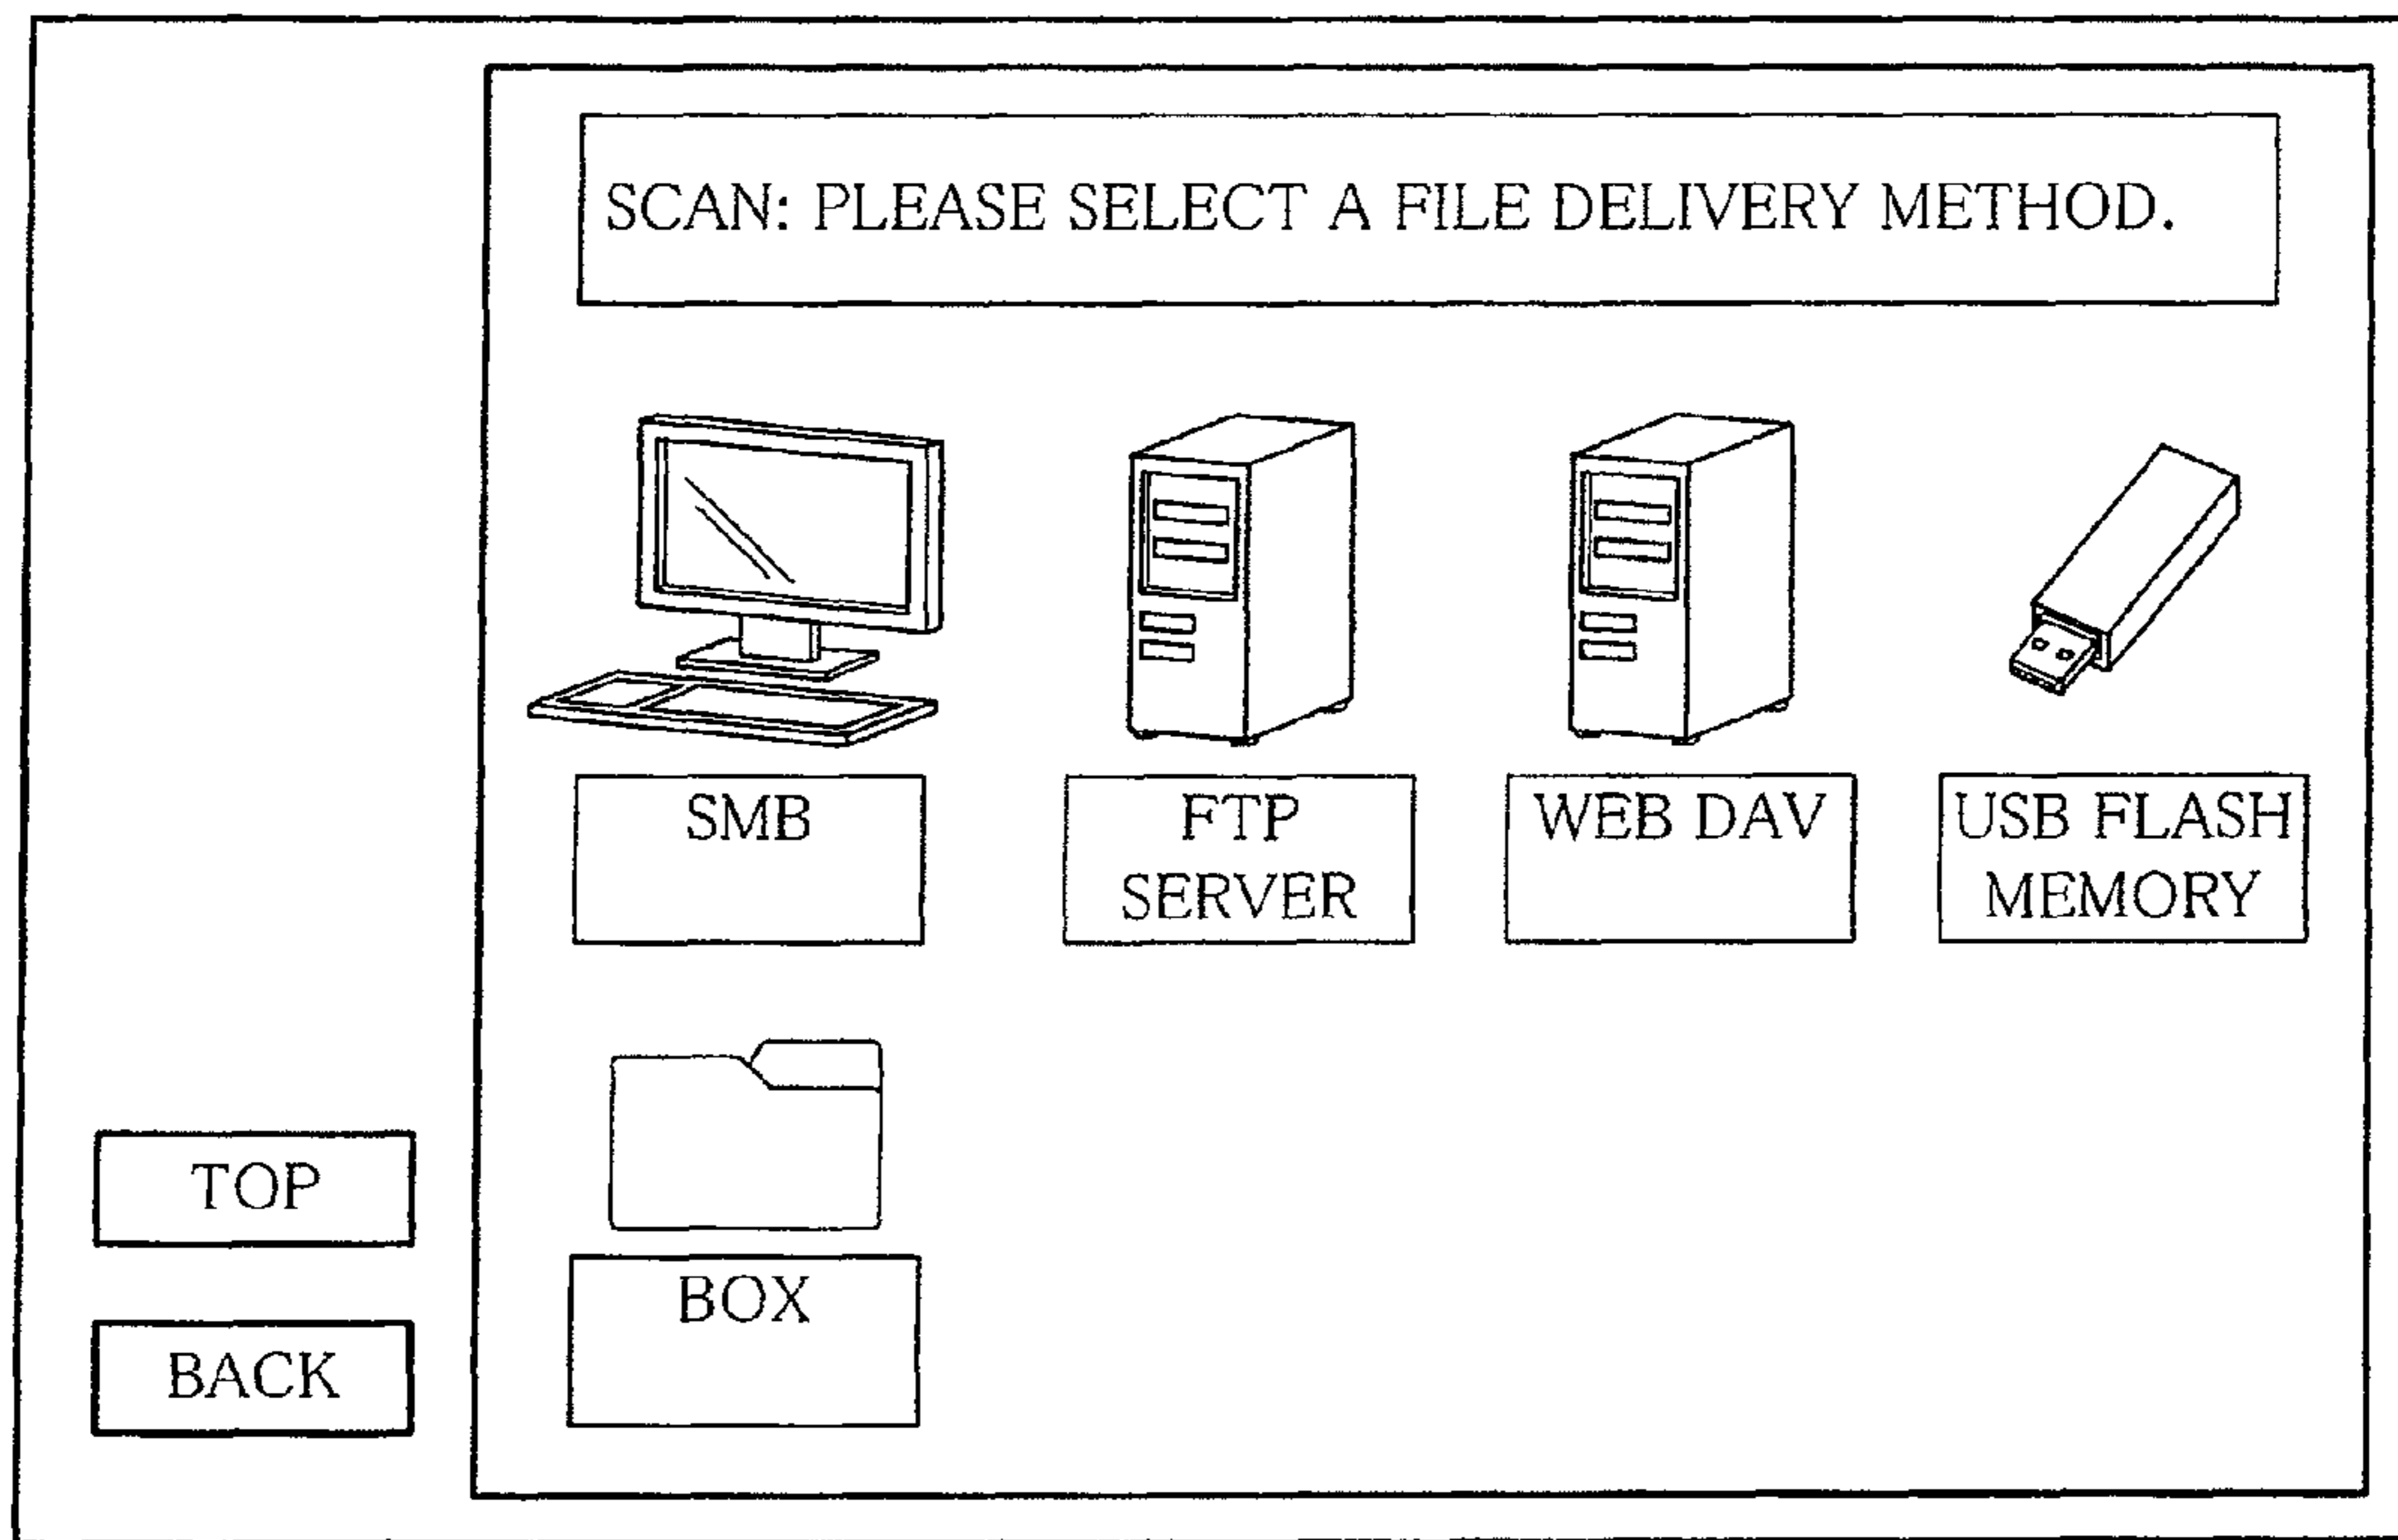 SCAN: PLEASE SELECT A FILE DELIVERY METHOD.
SMB
FTP
SERVER
WEB DAV
USB FLASH
MEMORY
BOX
TOP
BACK